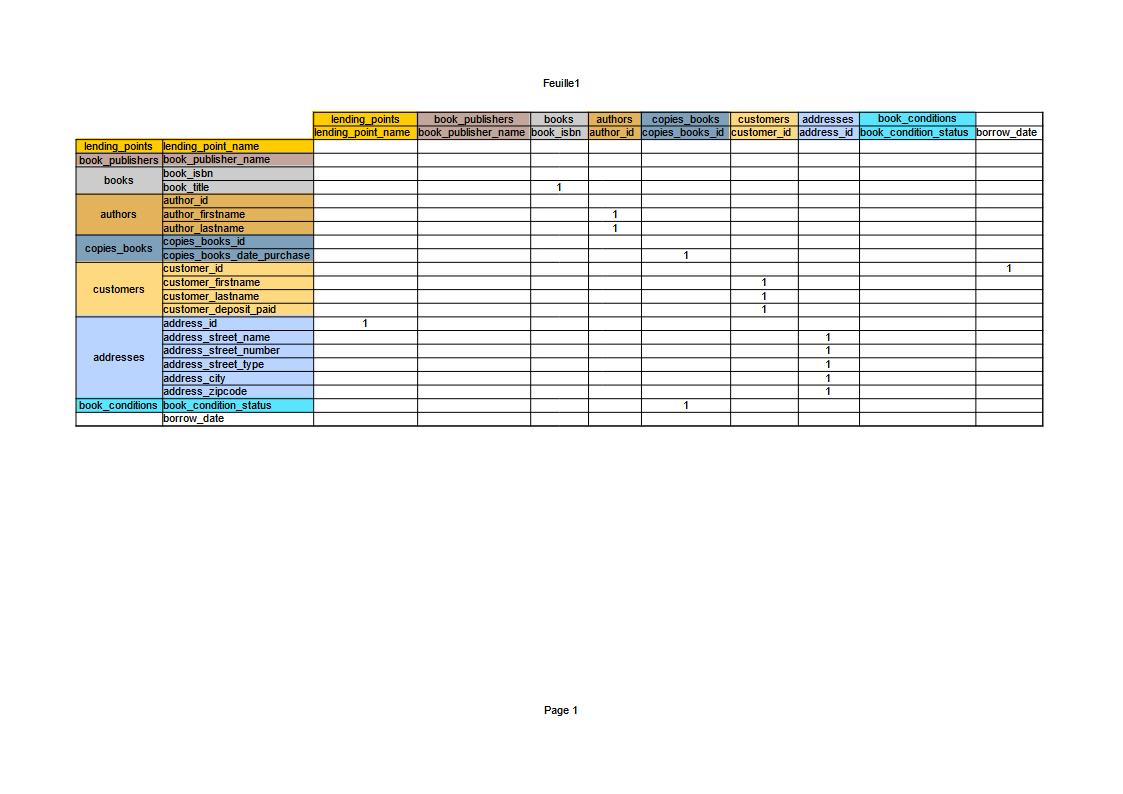 Feuille1
lending_points book_publishers books authors copies_books customers addresses book_conditions
lending_point_name book_publisher_name book_isbn author_id copies_books_id customer_id address_id book_condition_status borrow_date
lending_points lending_point_name
book_publishers book_publisher_name
books book_isbn
book_title 1
authors author_id
author_firstname 1
author_lastname 1
copies_books copies_books_id
copies_books_date_purchase 1
customers customer_id 1
customer_firstname 1
customer_lastname 1
customer_deposit_paid 1
addresses address_id 1
address_street_name 1
address_street_number 1
address_street_type 1
address_city 1
address_zipcode 1
book_conditions book_condition_status 1
borrow_date
Page 1